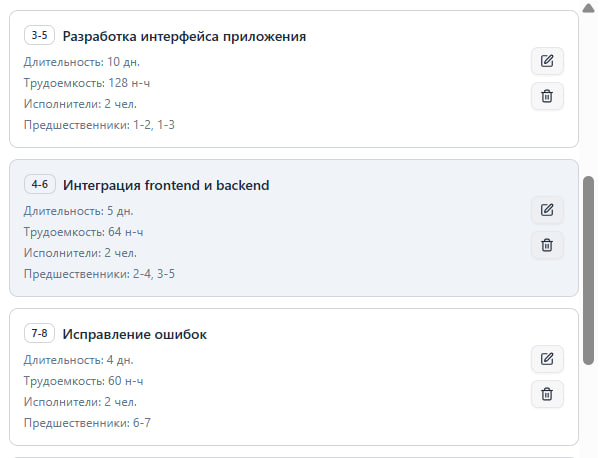 3-5 Разработка интерфейса приложения
Длительность: 10 дн.
Трудоемкость: 128 н-ч
Исполнители: 2 чел.
Предшественники: 1-2, 1-3
4-6 Интеграция frontend и backend
Длительность: 5 дн.
Трудоемкость: 64 н-ч
Исполнители: 2 чел.
Предшественники: 2-4, 3-5
7-8 Исправление ошибок
Длительность: 4 дн.
Трудоемкость: 60 н-ч
Исполнители: 2 чел.
Предшественники: 6-7